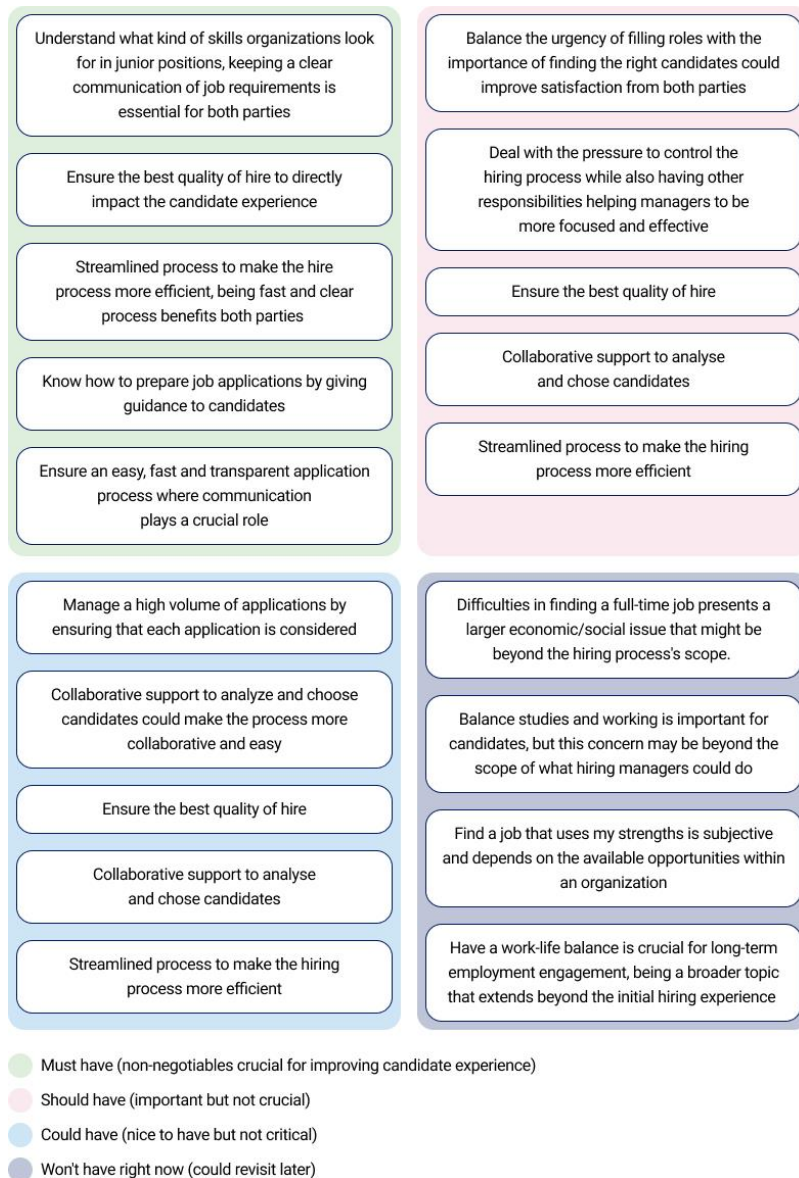 Understand what kind of skills organizations look
for in junior positions, keeping a clear
communication of job requirements is
essential for both parties
Ensure the best quality of hire to directly
impact the candidate experience
Streamlined process to make the hire
process more efficient, being fast and clear
process benefits both parties
Know how to prepare job applications by giving
guidance to candidates
Ensure an easy, fast and transparent application
process where communication
plays a crucial role
Balance the urgency of filling roles with the
importance of finding the right candidates could
improve satisfaction from both parties
Deal with the pressure to control the
hiring process while also having other
responsibilities helping managers to be
more focused and effective
Ensure the best quality of hire
Collaborative support to analyse
and chose candidates
Streamlined process to make the hiring
process more efficient
Manage a high volume of applications by
ensuring that each application is considered
Collaborative support to analyze and choose
candidates could make the process more
collaborative and easy
Ensure the best quality of hire
Collaborative support to analyse
and chose candidates
Streamlined process to make the hiring
process more efficient
Difficulties in finding a full-time job presents a
larger economic/social issue that might be
beyond the hiring process's scope.
Balance studies and working is important for
candidates, but this concern may be beyond the
scope of what hiring managers could do
Find a job that uses my strengths is subjective
and depends on the available opportunities within
an organization
Have a work-life balance is crucial for long-term
employment engagement, being a broader topic
that extends beyond the initial hiring experience
Must have (non-negotiables crucial for improving candidate experience)
Should have (important but not crucial)
Could have (nice to have but not critical)
Won't have right now (could revisit later)